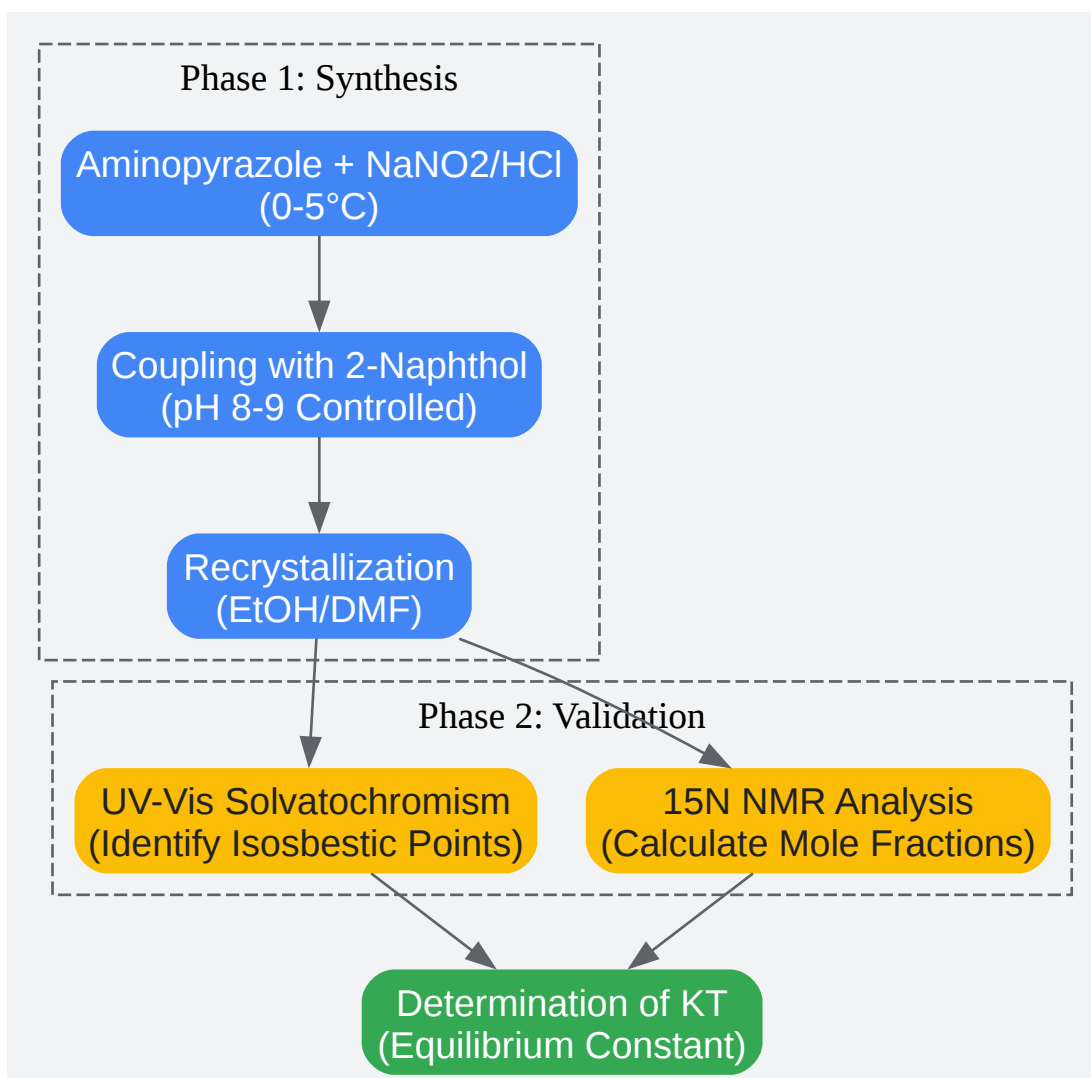 Phase 1: Synthesis
Aminopyrazole + NaNO2/HCl
(0-5°C)
Coupling with 2-Naphthol
(pH 8-9 Controlled)
Recrystallization
(EtOH/DMF)
Phase 2: Validation
UV-Vis Solvatochromism
(Identify Isosbestic Points)
15N NMR Analysis
(Calculate Mole Fractions)
Determination of KT
(Equilibrium Constant)